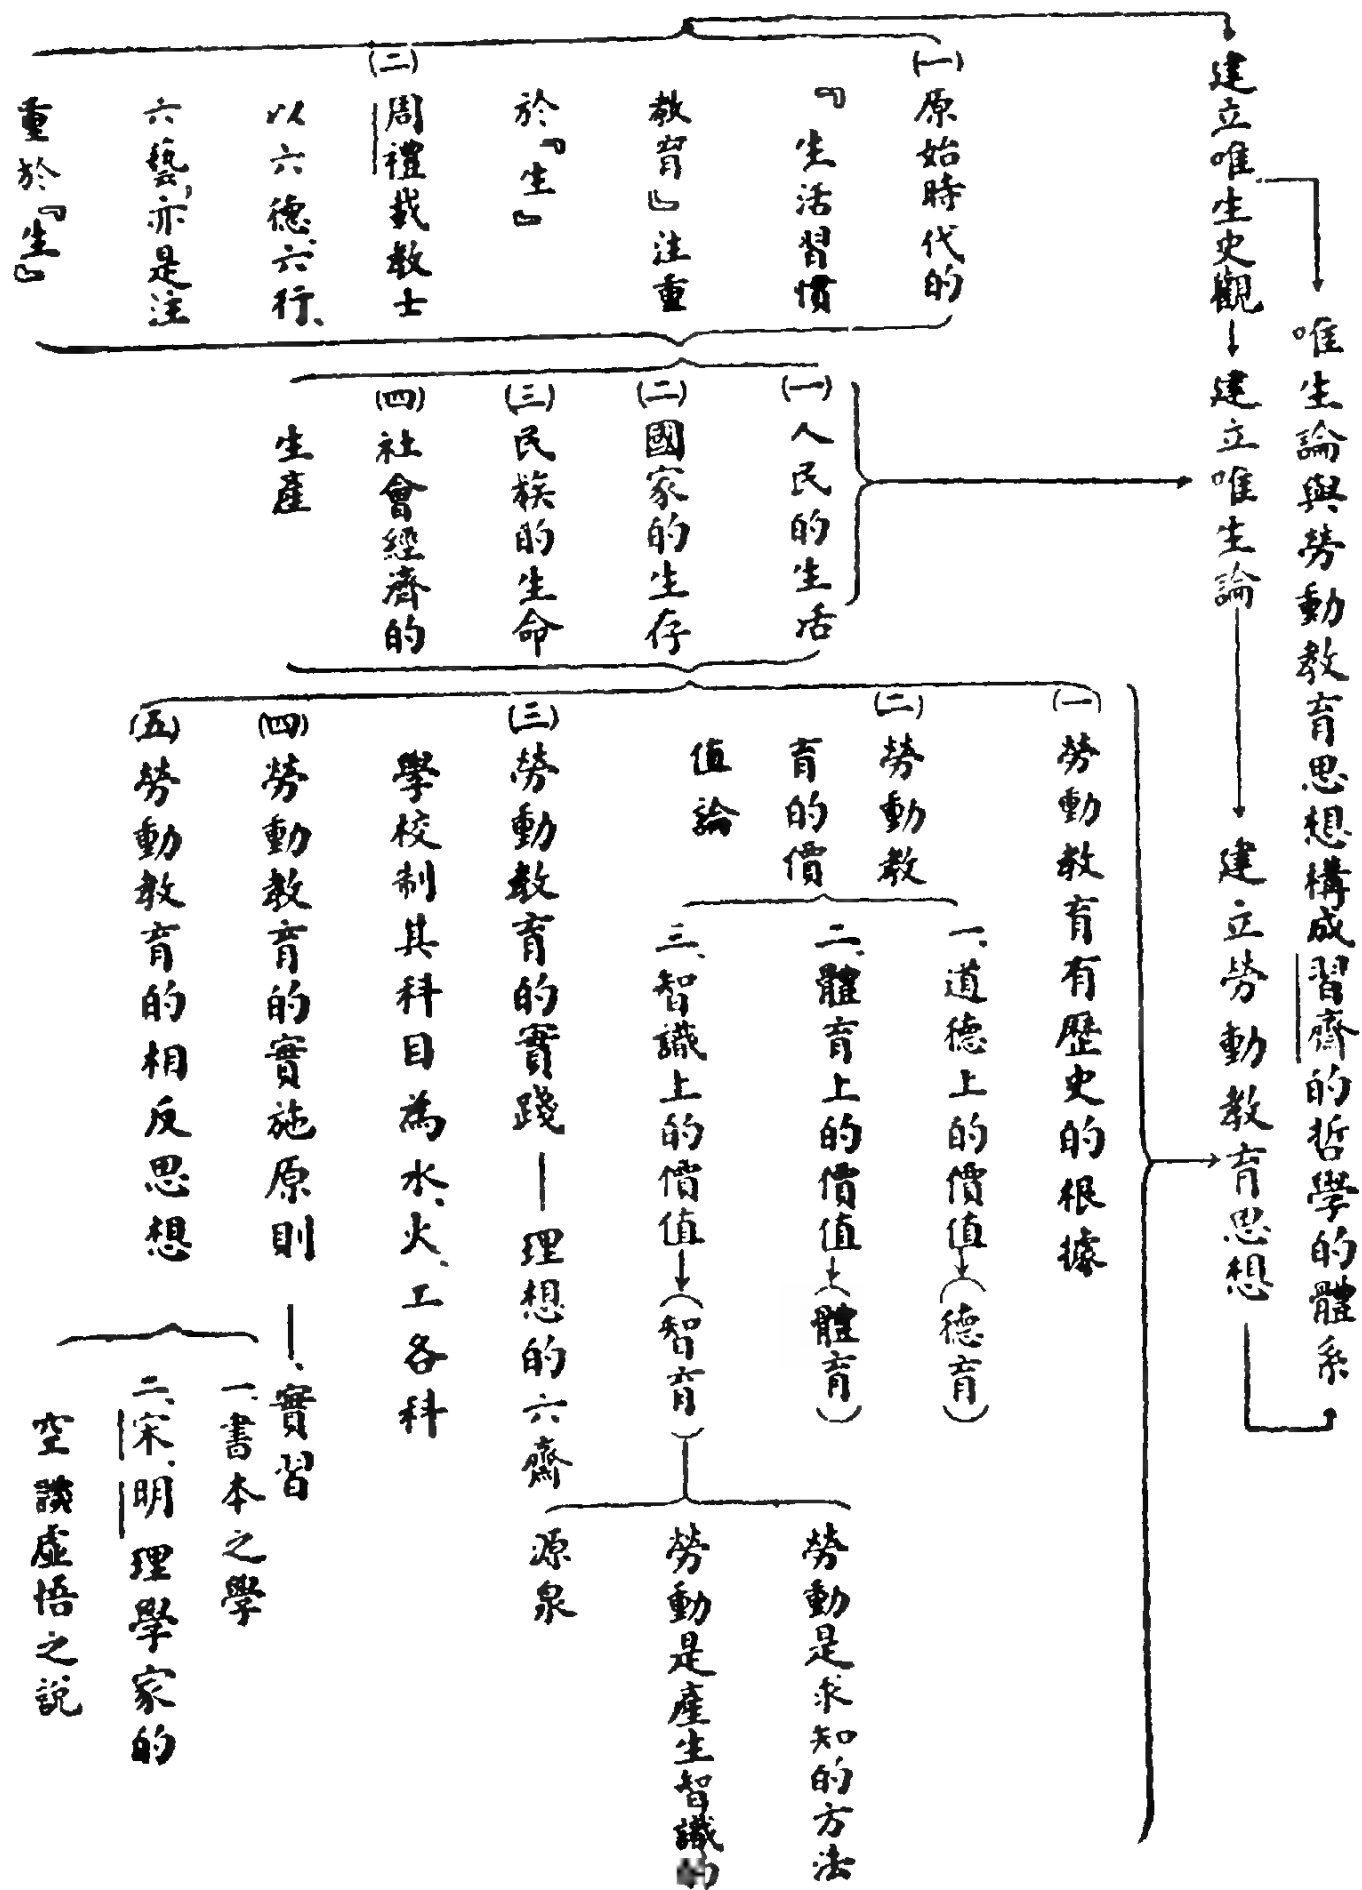 唯生論與勞動教育思想構成習齋的哲學的體系
建立唯生史觀
建立唯生論
建立勞動教育思想
(一)原始時代的
『生活習慣
教育』注重
於『生』
(二)周禮載教士
以六德、六行、
六藝,亦是注
重於『生』
(一)人民的生活
(二)國家的生存
(三)民族的生命
(四)社會經濟的
生產
(一)勞動教育有歷史的根據
(二)勞動教
育的價
值論
一、道德上的價值
(德育)
二、體育上的價值
(體育)
三、智識上的價值
(智育)
勞動是求知的方法
勞動是產生智識的
源泉
(三)勞動教育的實踐—理想的六齋
學校制其科目為水、火、工各科
(四)勞動教育的實施原則—、實習
(五)勞動教育的相反思想
一、書本之學
二、宋、明理學家的
空談虛悟之說